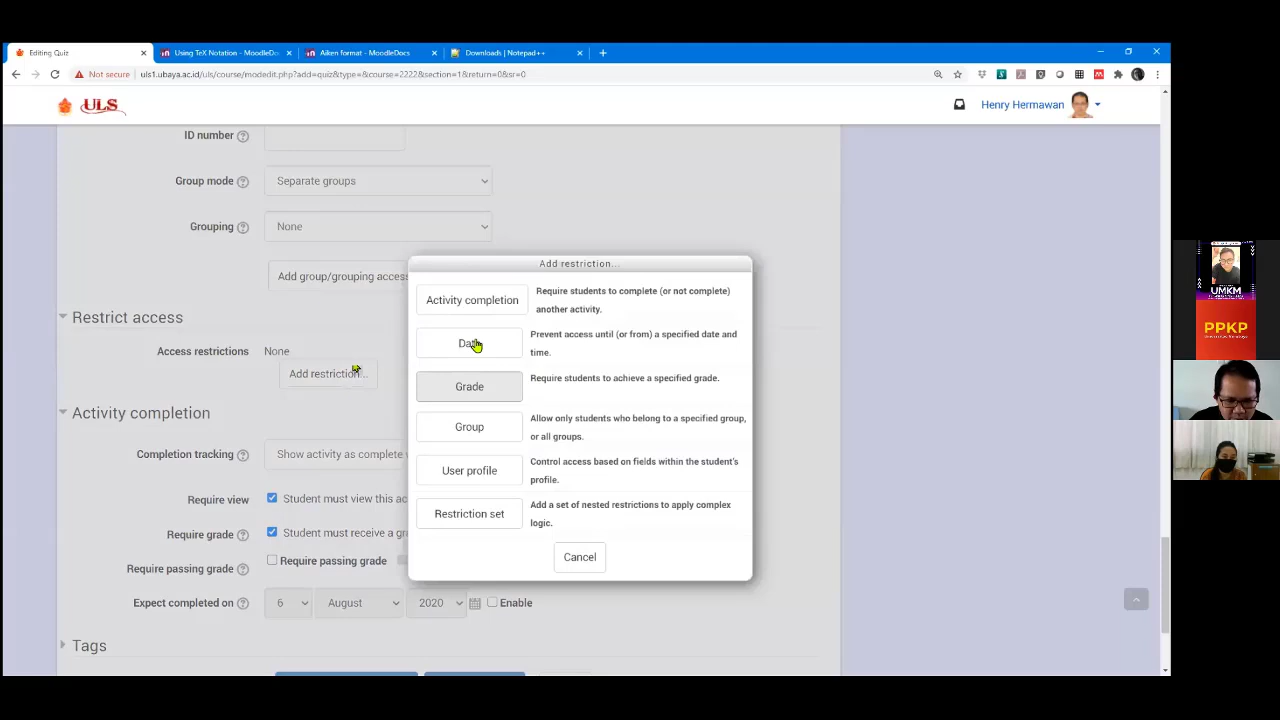 Editing Quiz
Using TeX Notation - MoodleDo
Aiken format - MoodleDocs
Downloads | Notepad++
Not secure
uls1.ubaya.ac.id/uls/course/modedit.php?add=quiz&type=&course=2222&section=1&return=0&sr=0
ULS
Henry Hermawan
ID number
Group mode
Separate groups
Grouping
None
Add group/grouping access
Restrict access
Access restrictions
None
Add restriction...
Activity completion
Completion tracking
Show activity as complete
Require view
Student must view this ac
Require grade
Student must receive a gra
Require passing grade
Require passing grade
Expect completed on
6
August
2020
Enable
Tags
Add restriction...
Activity completion
Require students to complete (or not complete)
another activity.
Date
Prevent access until (or from) a specified date and
time.
Grade
Require students to achieve a specified grade.
Group
Allow only students who belong to a specified group,
or all groups.
User profile
Control access based on fields within the student's
profile.
Restriction set
Add a set of nested restrictions to apply complex
logic.
Cancel
UMKM
PPKP